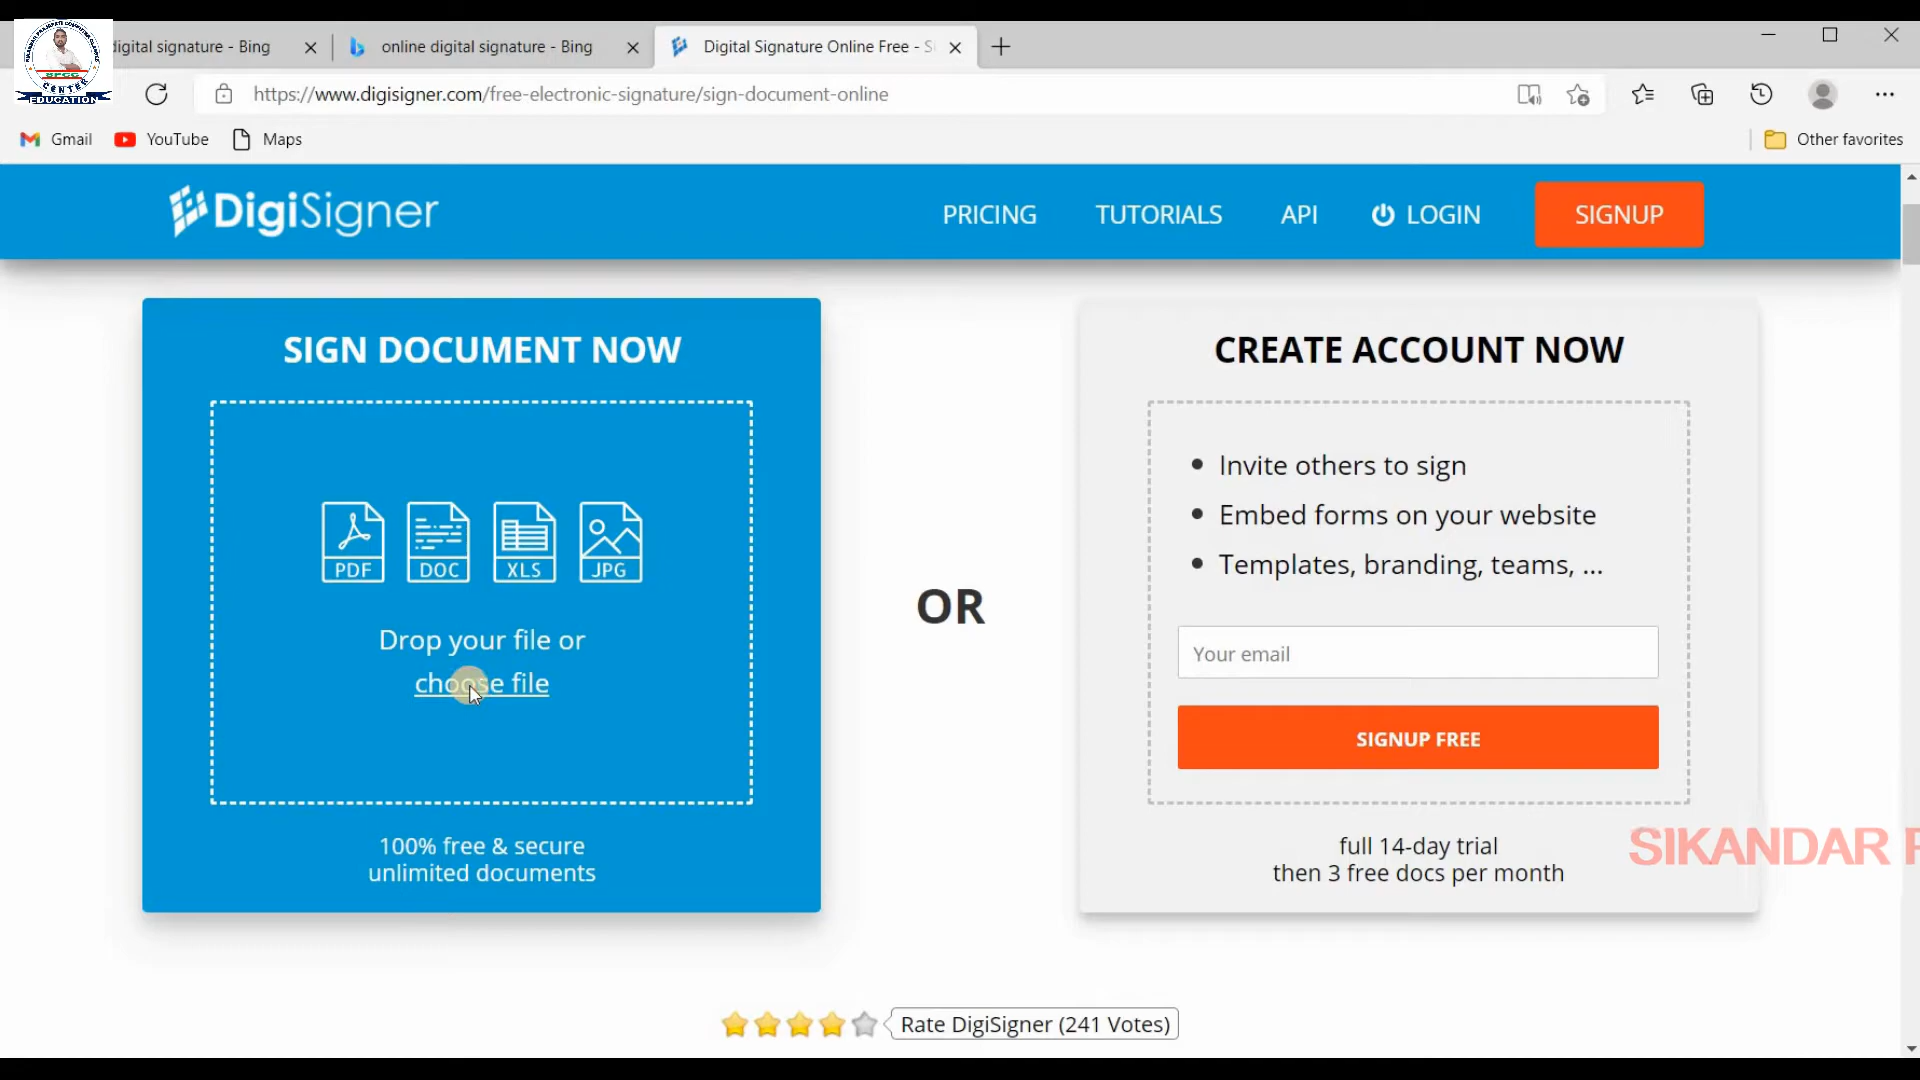 digital signature - Bing
online digital signature - Bing
Digital Signature Online Free - S
https://www.digisigner.com/free-electronic-signature/sign-document-online
Gmail
YouTube
Maps
Other favorites
SPCC
CENTER
EDUCATION
DigiSigner
PRICING
TUTORIALS
API
LOGIN
SIGNUP
SIGN DOCUMENT NOW
PDF
DOC
XLS
JPG
Drop your file or
choose file
100% free & secure
unlimited documents
OR
CREATE ACCOUNT NOW
• Invite others to sign
• Embed forms on your website
• Templates, branding, teams, ...
Your email
SIGNUP FREE
full 14-day trial
then 3 free docs per month
SIKANDAR
Rate DigiSigner (241 Votes)